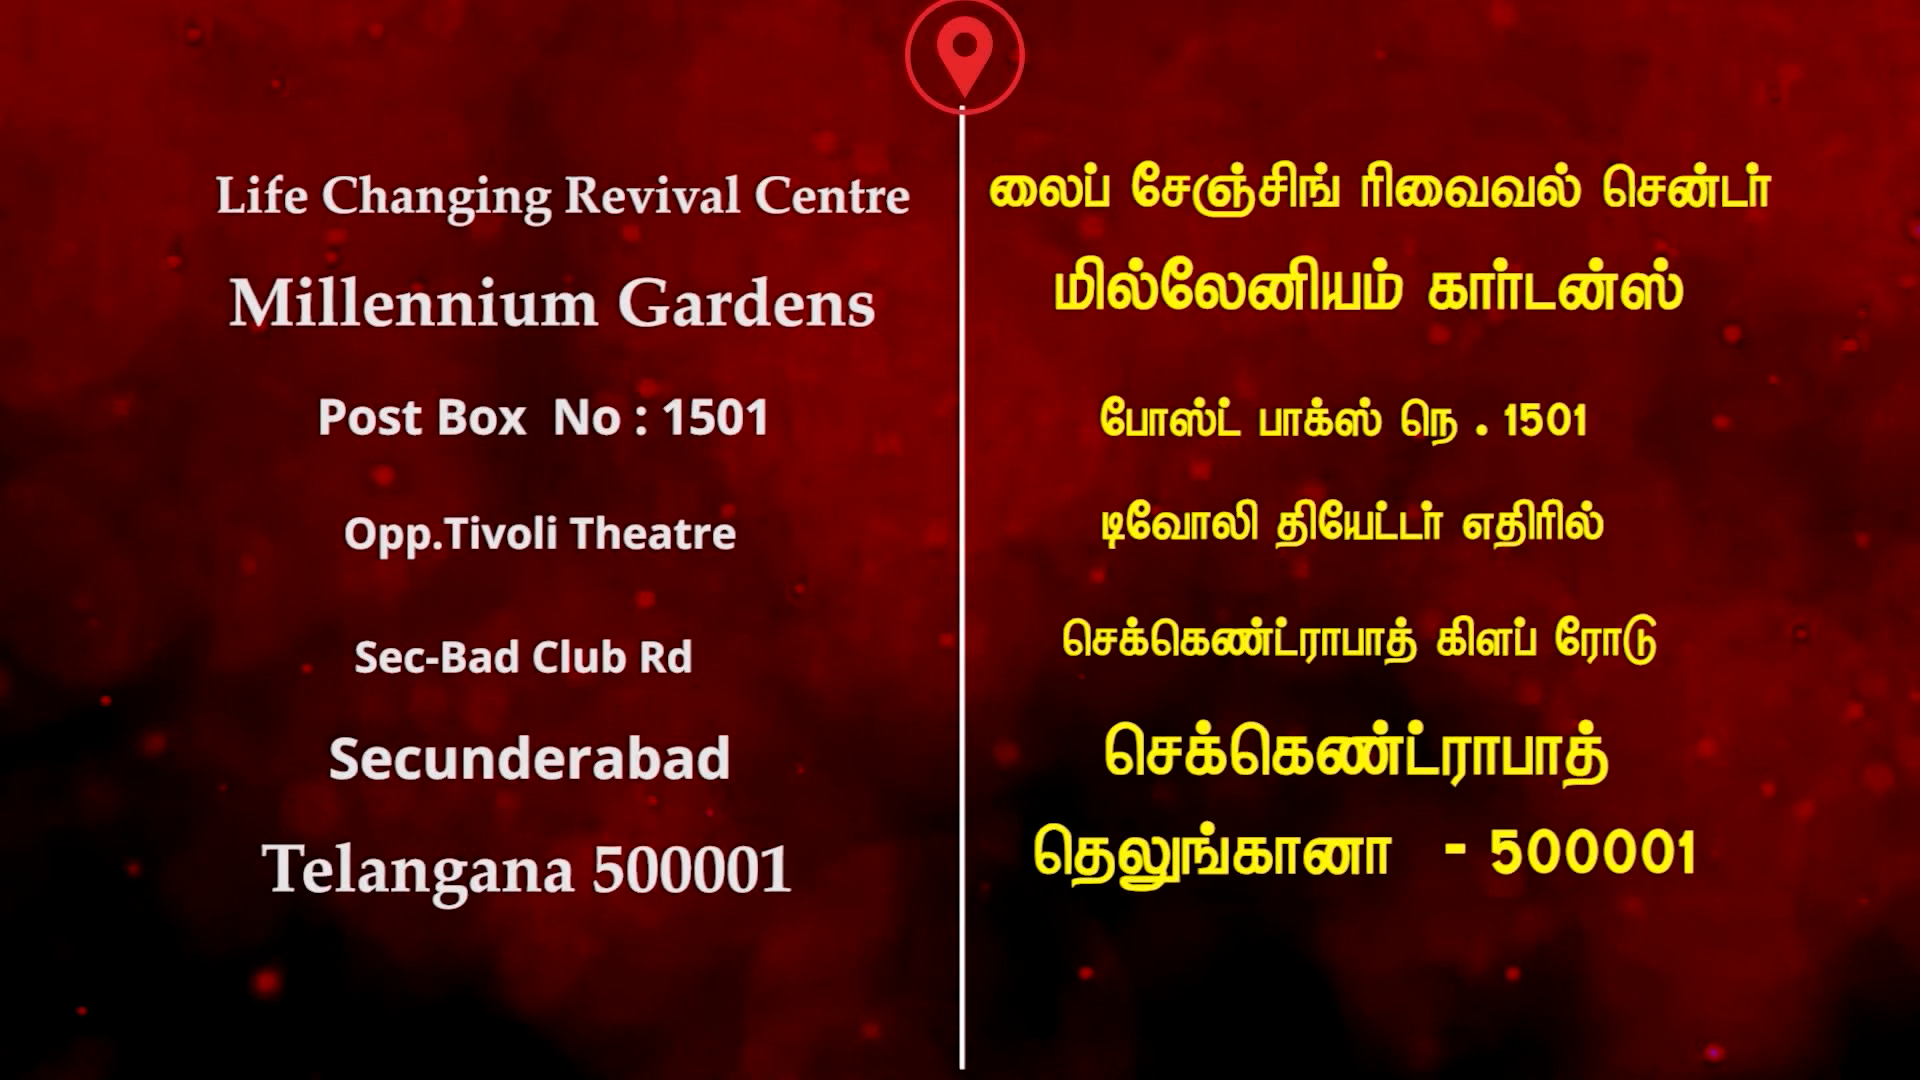 Life Changing Revival Centre
Millennium Gardens
Post Box No : 1501
Opp.Tivoli Theatre
Sec-Bad Club Rd
Secunderabad
Telangana 500001
லைப் சேஞ்சிங் ரிவைவல் சென்டர்
மில்லேனியம் கார்டன்ஸ்
போஸ்ட் பாக்ஸ் நெ . 1501
டிவோலி தியேட்டர் எதிரில்
செக்கெண்ட்ராபாத் கிளப் ரோடு
செக்கெண்ட்ராபாத்
தெலுங்கானா - 500001